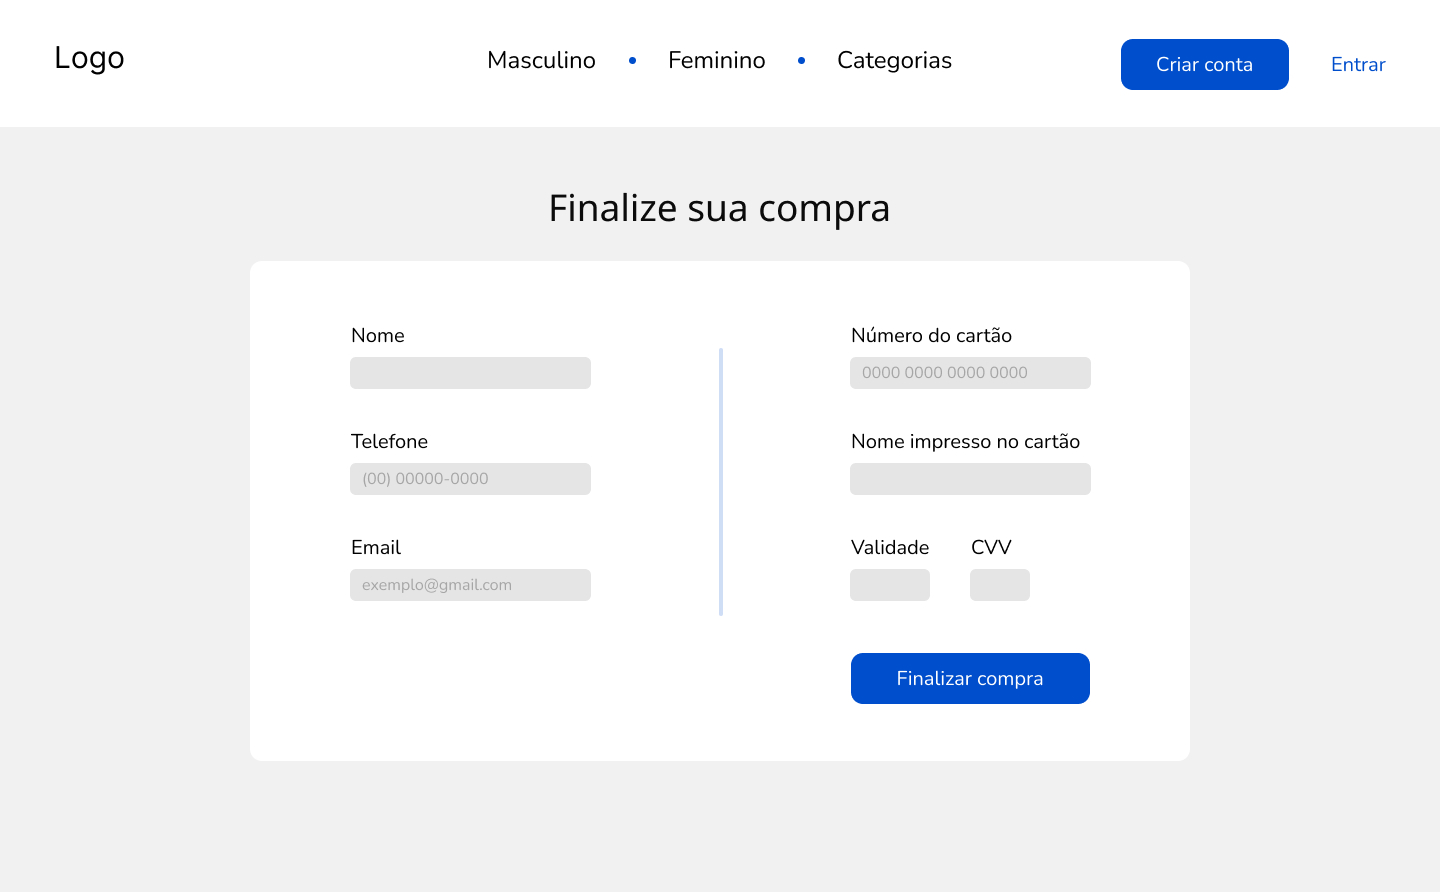 Logo
Masculino • Feminino • Categorias
Criar conta
Entrar
Finalize sua compra
Nome
Telefone
(00) 00000-0000
Email
exemplo@gmail.com
Número do cartão
0000 0000 0000 0000
Nome impresso no cartão
Validade CVV
Finalizar compra